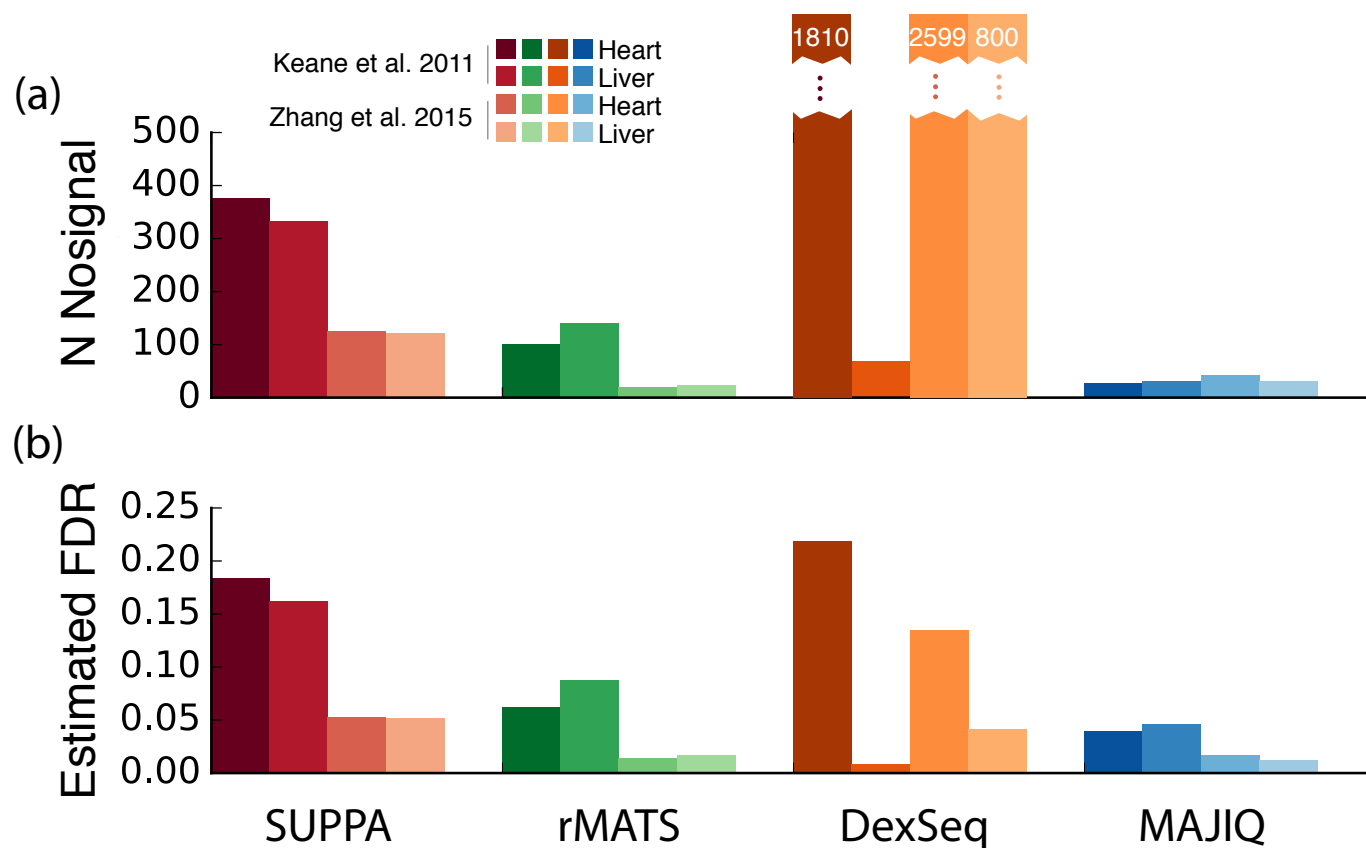 1810
2599
800
Keane et al. 2011
Heart
Liver
Zhang et al. 2015
Heart
Liver
(a)
N Nosignal
500
400
300
200
100
0
(b)
Estimated FDR
0.25
0.20
0.15
0.10
0.05
0.00
SUPPA
rMATS
DexSeq
MAJIQ